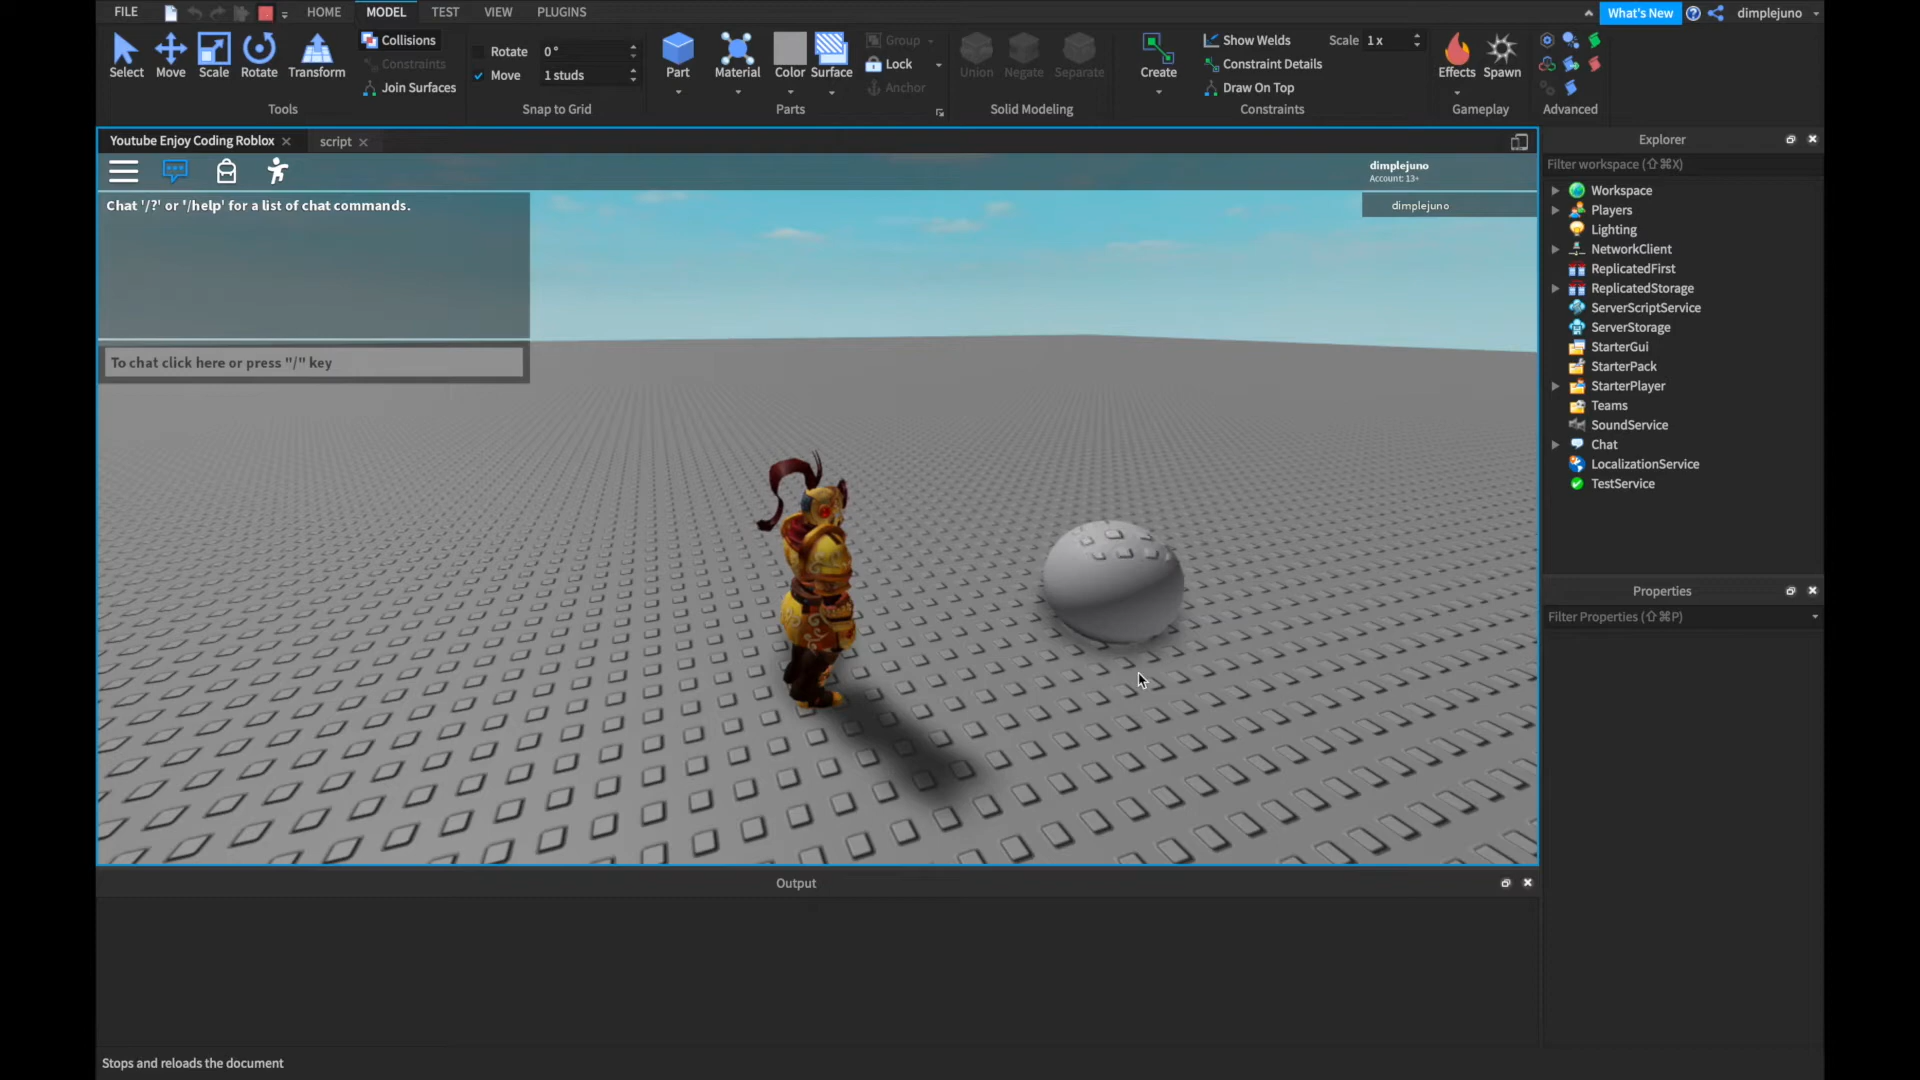 FILE
HOME
MODEL
TEST
VIEW
PLUGINS
What's New
dimplejuno
Select
Move
Scale
Rotate
Transform
Collisions
Constraints
Join Surfaces
Tools
Rotate 0 °
Move 1 studs
Snap to Grid
Part
Material
Color
Surface
Group
Lock
Anchor
Parts
Union
Negate
Separate
Solid Modeling
Create
Show Welds
Constraint Details
Draw On Top
Scale 1 x
Constraints
Effects
Spawn
Gameplay
Advanced
Youtube Enjoy Coding Roblox
script
Chat '/?' or '/help' for a list of chat commands.
To chat click here or press "/" key
dimplejuno
Account: 13+
dimplejuno
Explorer
Filter workspace (⇧⌘X)
Workspace
Players
Lighting
NetworkClient
ReplicatedFirst
ReplicatedStorage
ServerScriptService
ServerStorage
StarterGui
StarterPack
StarterPlayer
Teams
SoundService
Chat
LocalizationService
TestService
Properties
Filter Properties (⇧⌘P)
Output
Stops and reloads the document